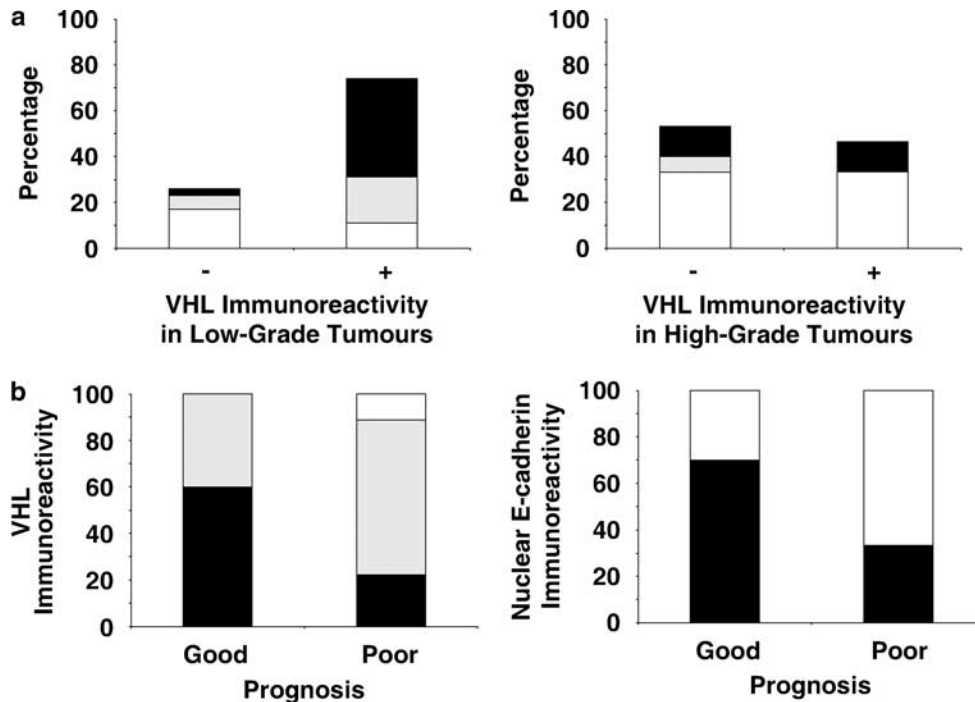 a
Percentage
100
80
60
40
20
0
-
+
VHL Immunoreactivity
in Low-Grade Tumours
Percentage
100
80
60
40
20
0
-
+
VHL Immunoreactivity
in High-Grade Tumours
b
VHL
Immunoreactivity
100
80
60
40
20
0
Good
Poor
Prognosis
Nuclear E-cadherin
Immunoreactivity
100
80
60
40
20
0
Good
Poor
Prognosis